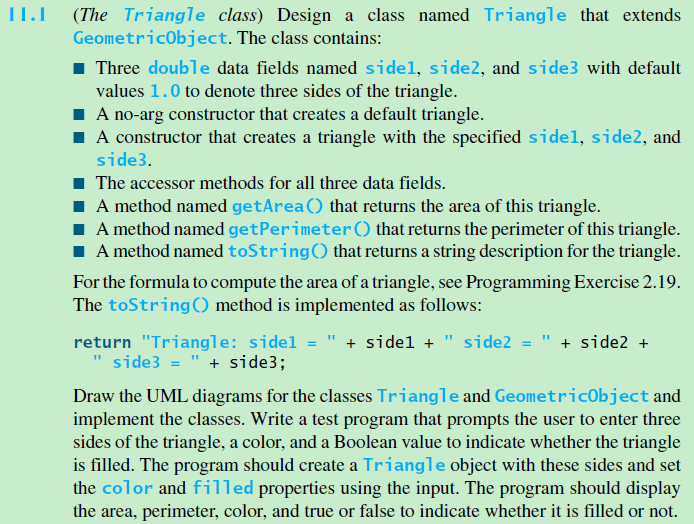 11.1 (The Triangle class) Design a class named Triangle that extends
GeometricObject. The class contains:
■ Three double data fields named side1, side2, and side3 with default
values 1.0 to denote three sides of the triangle.
■ A no-arg constructor that creates a default triangle.
■ A constructor that creates a triangle with the specified side1, side2, and
side3.
■ The accessor methods for all three data fields.
■ A method named getArea() that returns the area of this triangle.
■ A method named getPerimeter() that returns the perimeter of this triangle.
■ A method named toString() that returns a string description for the triangle.
For the formula to compute the area of a triangle, see Programming Exercise 2.19.
The toString() method is implemented as follows:
return "Triangle: side1 = " + side1 + " side2 = " + side2 +
" side3 = " + side3;
Draw the UML diagrams for the classes Triangle and GeometricObject and
implement the classes. Write a test program that prompts the user to enter three
sides of the triangle, a color, and a Boolean value to indicate whether the triangle
is filled. The program should create a Triangle object with these sides and set
the color and filled properties using the input. The program should display
the area, perimeter, color, and true or false to indicate whether it is filled or not.